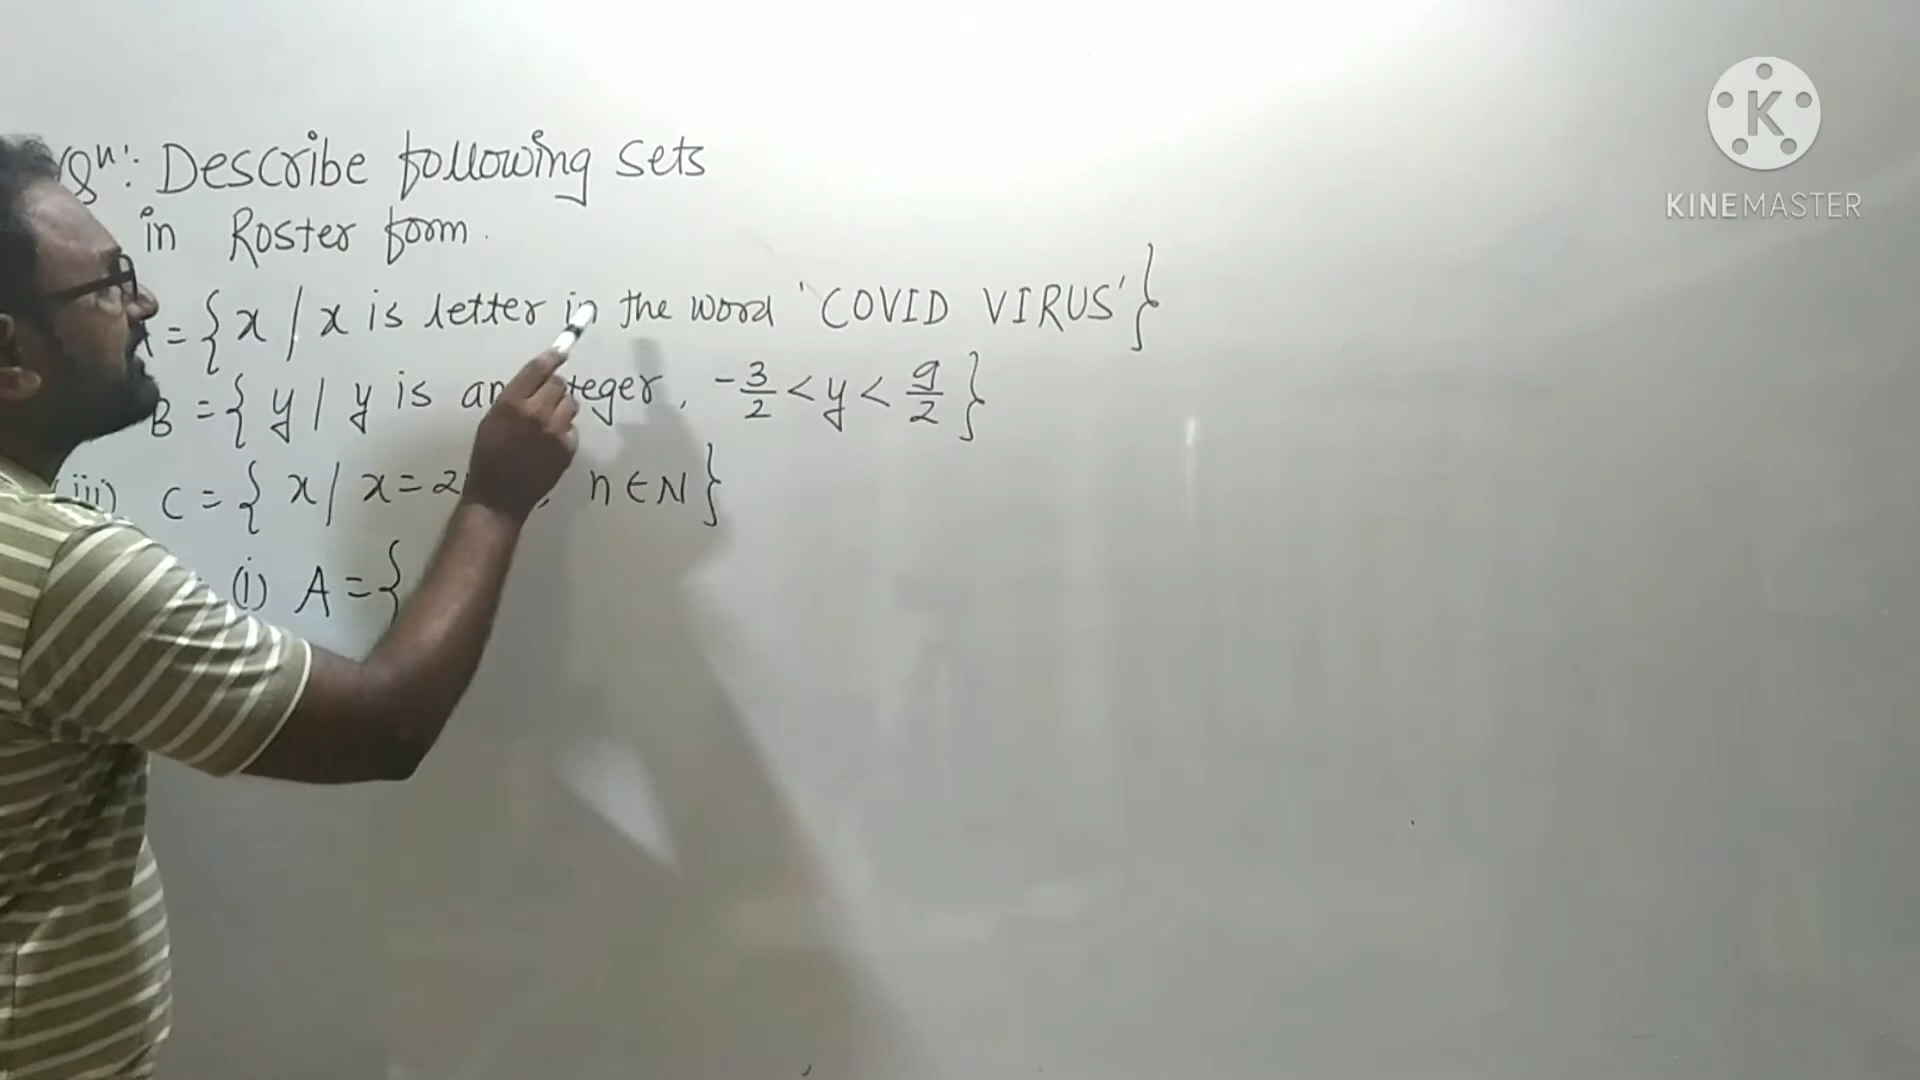 Qn: Describe following sets
in Roster form.
= { x / x is letter in the word 'COVID VIRUS' }
B = { y / y is an , -3/2 < y < 9/2 }
iii) C = { x / x = 2 , n ∈ N }
(i) A = {
K
KINEMASTER